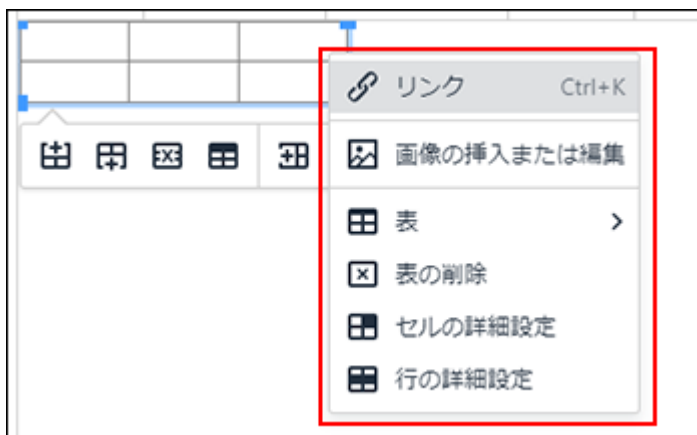 リンク Ctrl+K
画像の挿入または編集
表
表の削除
セルの詳細設定
行の詳細設定